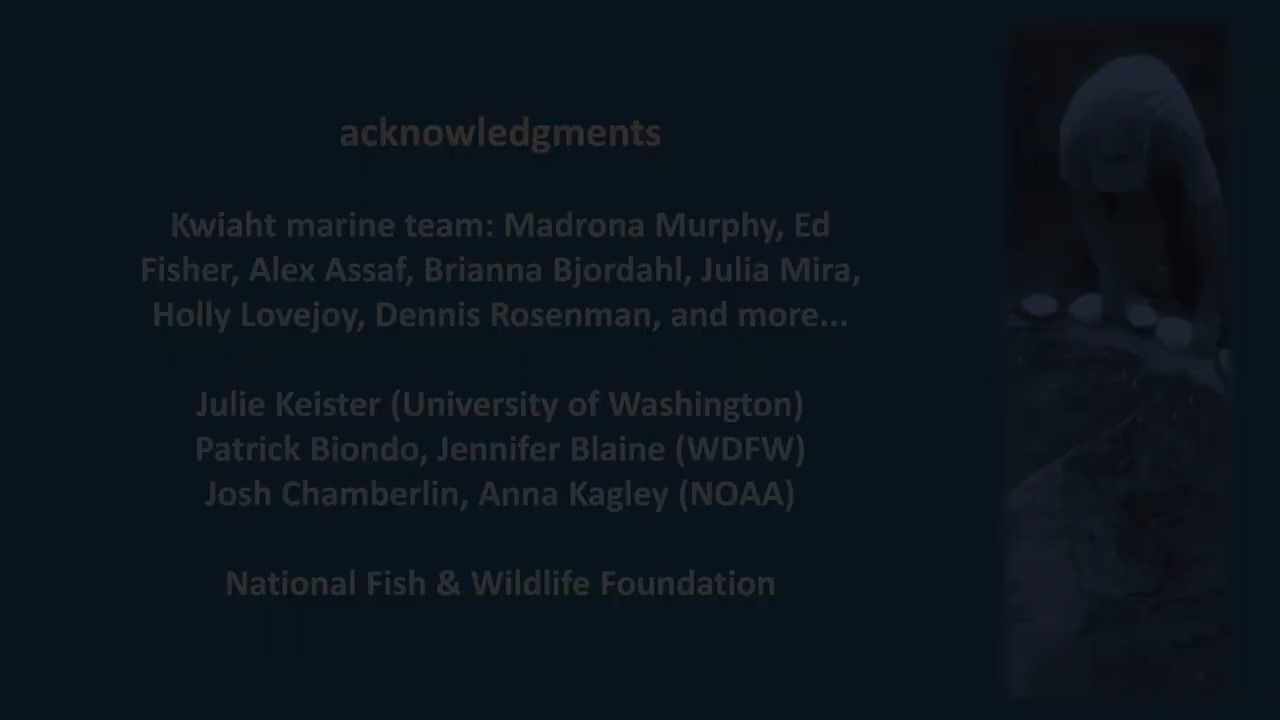 acknowledgments
Kwiaht marine team: Madrona Murphy, Ed
Fisher, Alex Assaf, Brianna Bjordahl, Julia Mira,
Holly Lovejoy, Dennis Rosenman, and more...
Julie Keister (University of Washington)
Patrick Biondo, Jennifer Blaine (WDFW)
Josh Chamberlin, Anna Kagley (NOAA)
National Fish & Wildlife Foundation